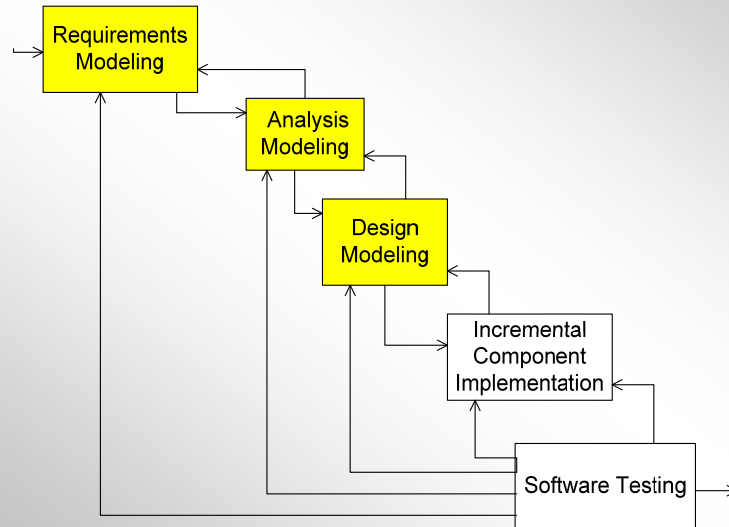 Requirements
Modeling
Analysis
Modeling
Design
Modeling
Incremental
Component
Implementation
Software Testing